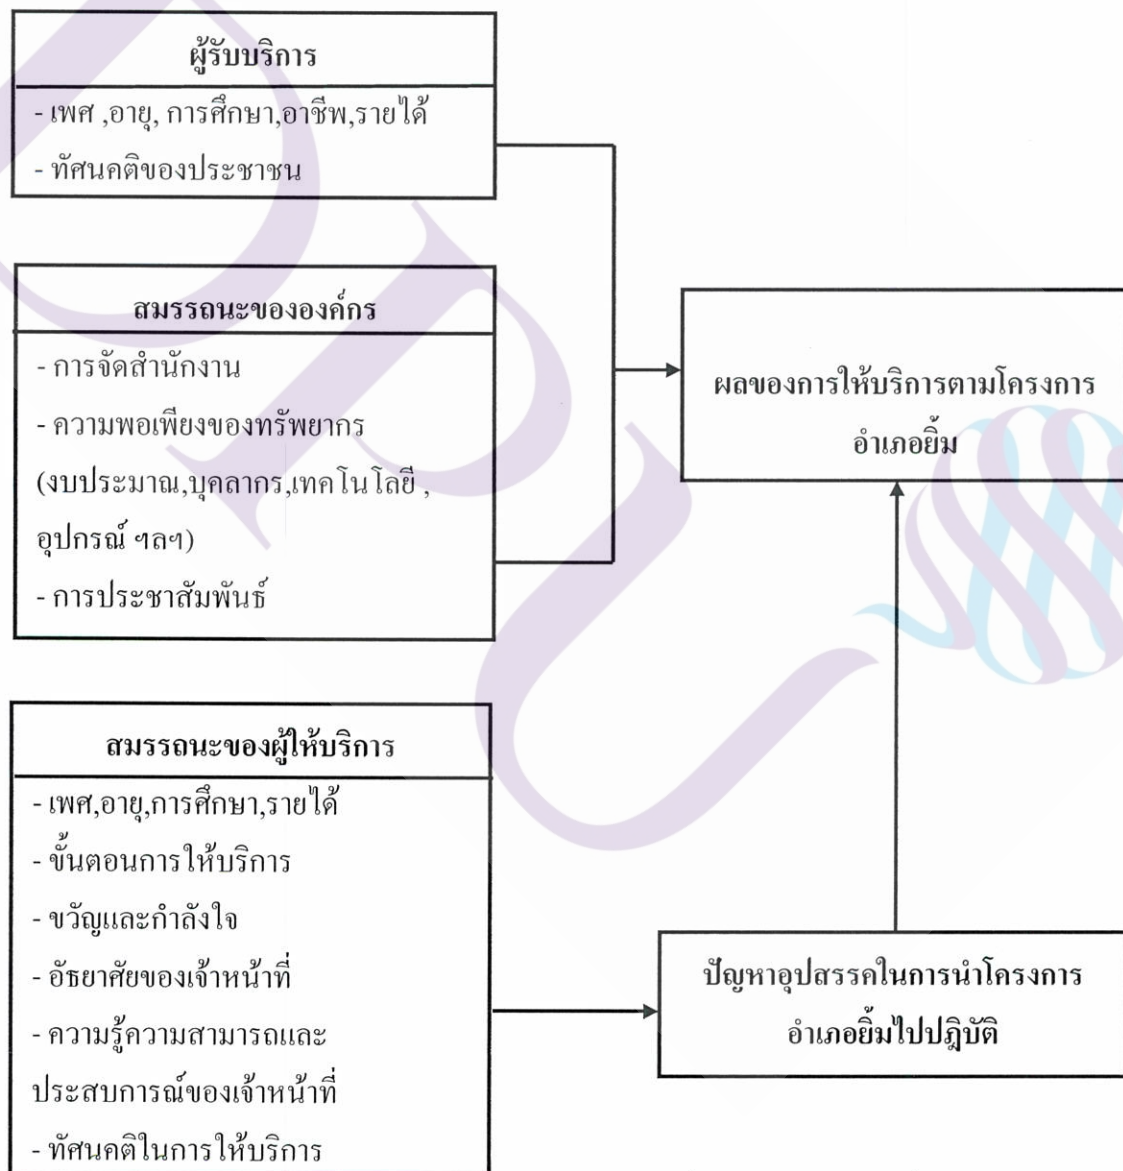 ผู้รับบริการ
- เพศ ,อายุ, การศึกษา,อาชีพ,รายได้
- ทัศนคติของประชาชน
สมรรถนะขององค์กร
- การจัดสำนักงาน
- ความพอเพียงของทรัพยากร
(งบประมาณ,บุคลากร,เทคโนโลยี ,
อุปกรณ์ ฯลฯ)
- การประชาสัมพันธ์
ผลของการให้บริการตามโครงการ
อำเภอยิ้ม
สมรรถนะของผู้ให้บริการ
- เพศ,อายุ,การศึกษา,รายได้
- ขั้นตอนการให้บริการ
- ขวัญและกำลังใจ
- อัธยาศัยของเจ้าหน้าที่
- ความรู้ความสามารถและ
ประสบการณ์ของเจ้าหน้าที่
- ทัศนคติในการให้บริการ
ปัญหาอุปสรรคในการนำโครงการ
อำเภอยิ้มไปปฎิบัติ
DPU